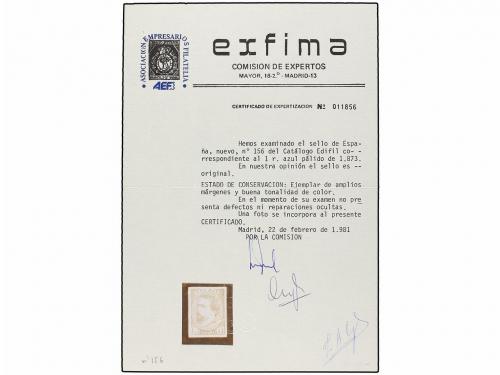 ASOCIACION EMPRESARIOS FILATELIA
exfima
COMISION DE EXPERTOS
MAYOR, 18-2.º - MADRID-13
CERTIFICADO DE EXPERTIZACION Nº 011856
Hemos examinado el sello de Espa-
ña, nuevo, nº 156 del Catálogo Edifil co--
rrespondiente al 1 r. azul pálido de 1.873.
En nuestra opinión el sello es --
original.
ESTADO DE CONSERVACION: Ejemplar de amplios
márgenes y buena tonalidad de color.
En el momento de su examen no pre
senta defectos ni reparaciones ocultas.
Una foto se incorpora al presente
CERTIFICADO.
Madrid, 22 de febrero de 1.981
POR LA COMISION
nº 156